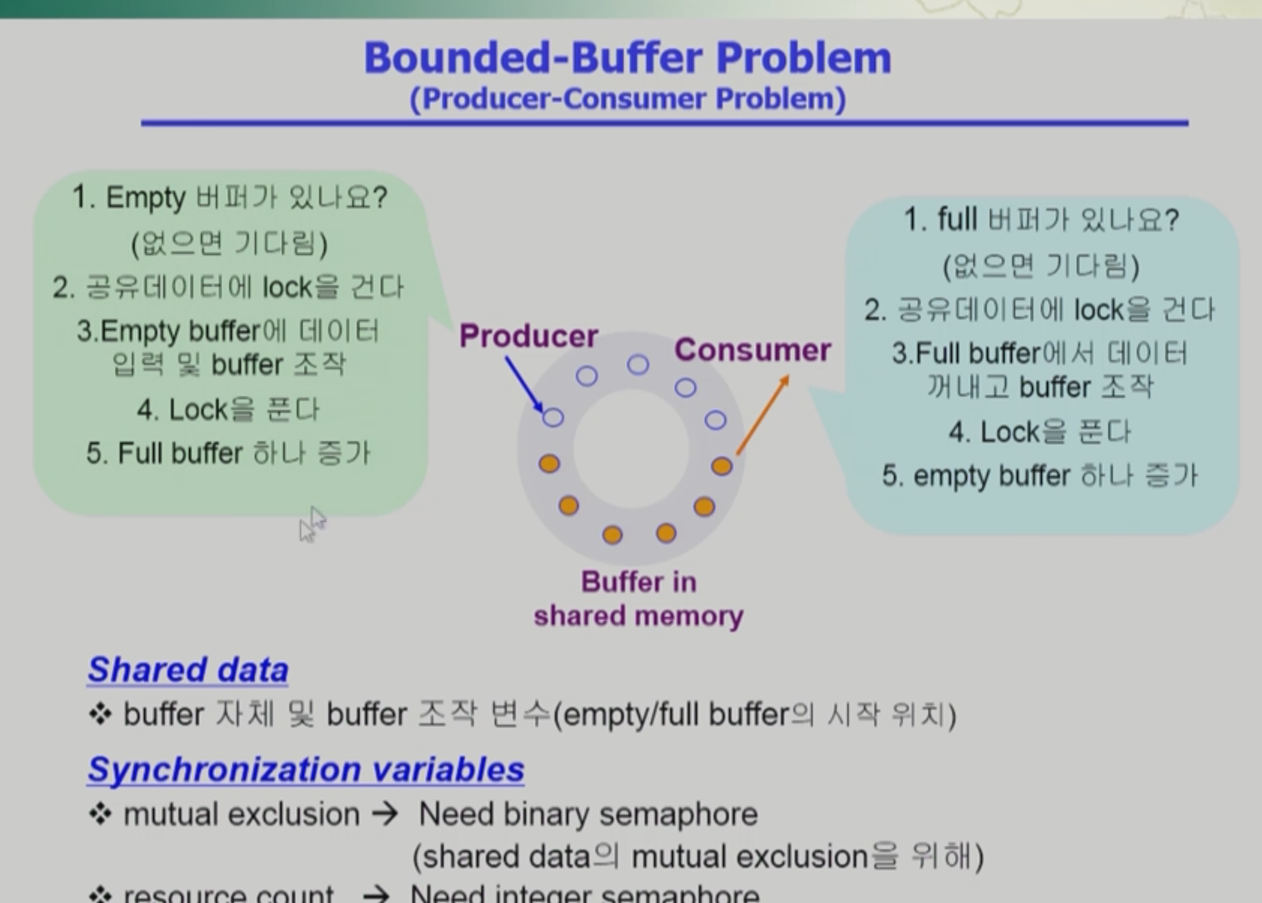 Bounded-Buffer Problem
(Producer-Consumer Problem)
1. Empty 버퍼가 있나요?
(없으면 기다림)
2. 공유데이터에 lock을 건다
3.Empty buffer에 데이터
입력 및 buffer 조작
4. Lock을 푼다
5. Full buffer 하나 증가
Producer
Consumer
Buffer in
shared memory
1. full 버퍼가 있나요?
(없으면 기다림)
2. 공유데이터에 lock을 건다
3.Full buffer에서 데이터
꺼내고 buffer 조작
4. Lock을 푼다
5. empty buffer 하나 증가
Shared data
❖ buffer 자체 및 buffer 조작 변수(empty/full buffer의 시작 위치)
Synchronization variables
❖ mutual exclusion → Need binary semaphore
(shared data의 mutual exclusion을 위해)
❖ resource count → Need integer semaphore